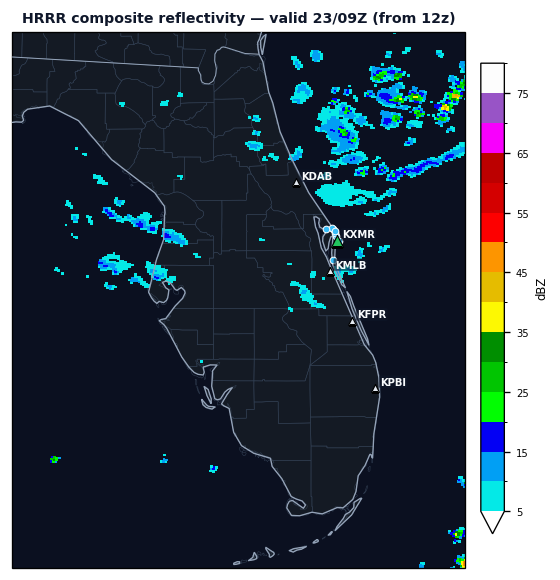 HRRR composite reflectivity — valid 23/09Z (from 12z)
KDAB
KXMR
KMLB
KFPR
KPBI
75
65
55
45
35
25
15
5
dBZ